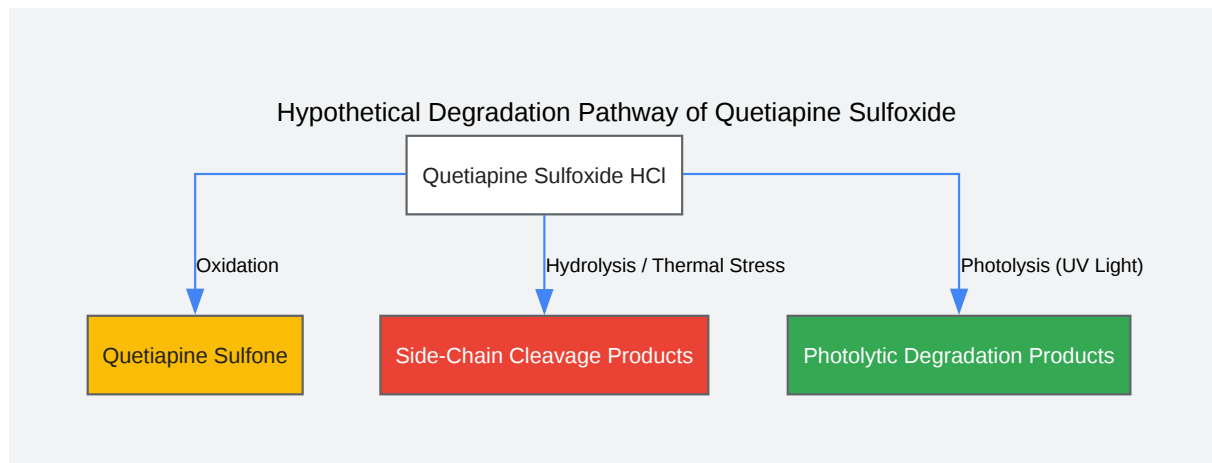 Hypothetical Degradation Pathway of Quetiapine Sulfoxide
Quetiapine Sulfoxide HCl
Oxidation
Hydrolysis / Thermal Stress
Photolysis (UV Light)
Quetiapine Sulfone
Side-Chain Cleavage Products
Photolytic Degradation Products